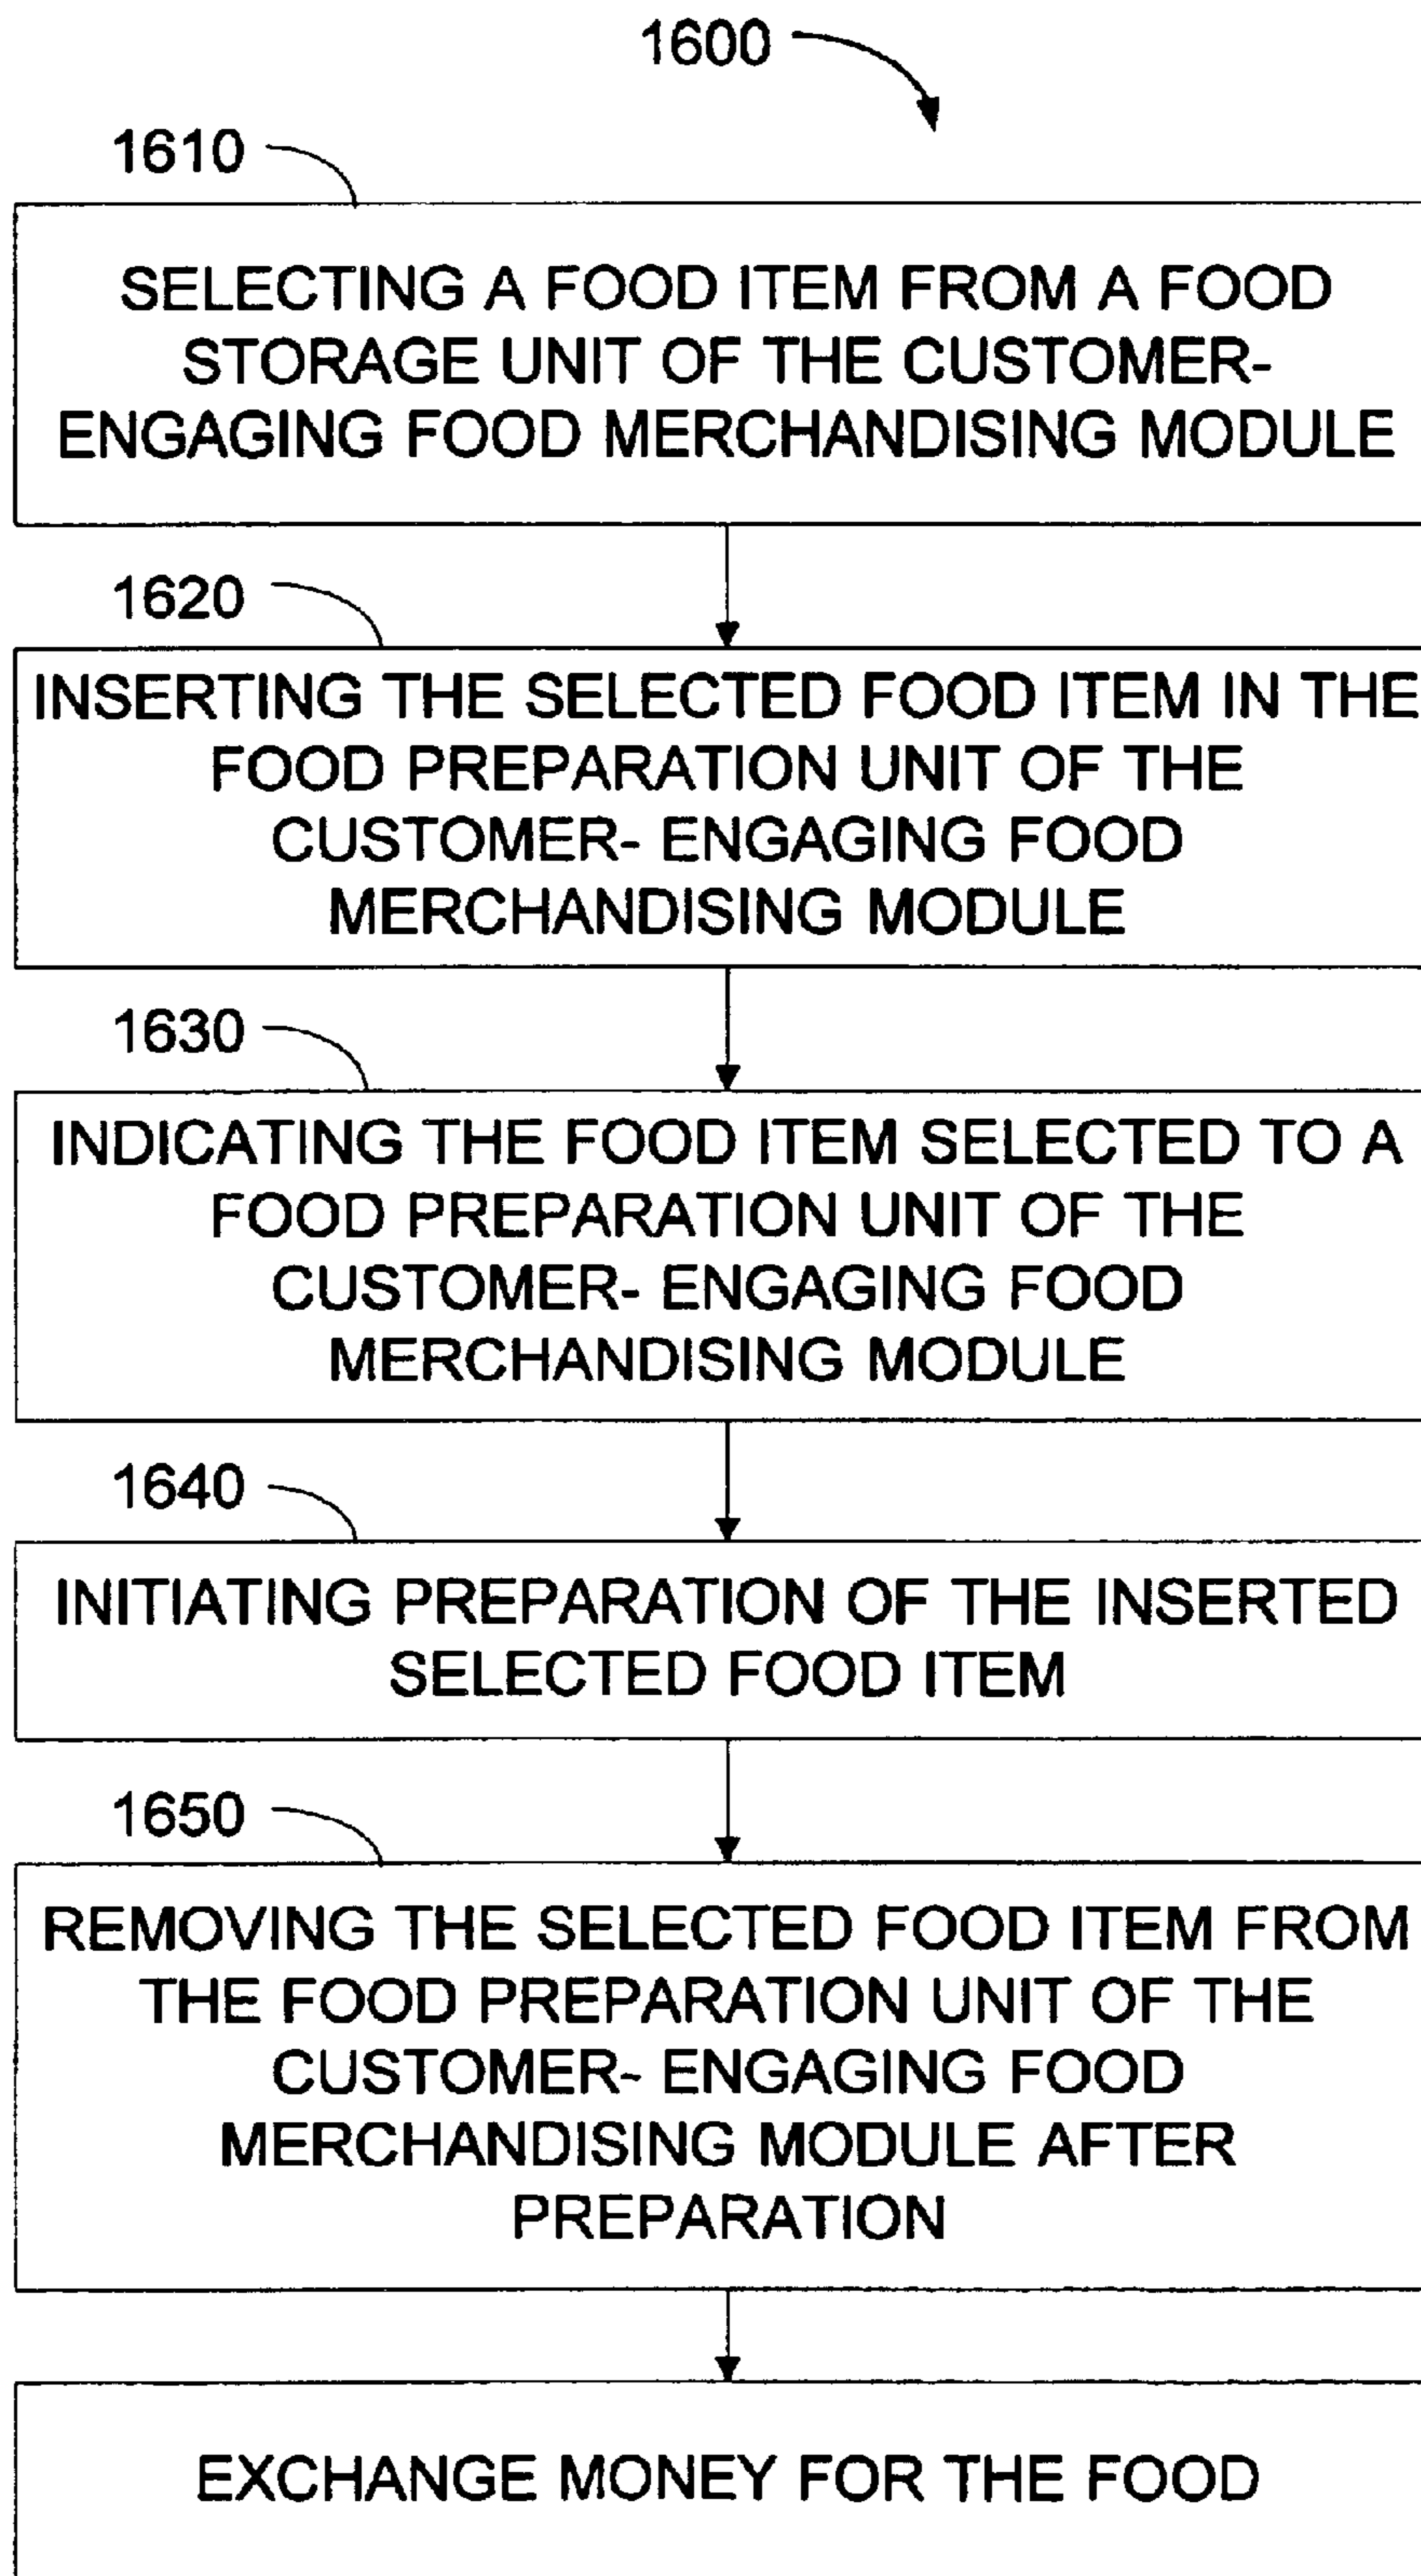 1600
1610
SELECTING A FOOD ITEM FROM A FOOD
STORAGE UNIT OF THE CUSTOMER-
ENGAGING FOOD MERCHANDISING MODULE
1620
INSERTING THE SELECTED FOOD ITEM IN THE
FOOD PREPARATION UNIT OF THE
CUSTOMER- ENGAGING FOOD
MERCHANDISING MODULE
1630
INDICATING THE FOOD ITEM SELECTED TO A
FOOD PREPARATION UNIT OF THE
CUSTOMER- ENGAGING FOOD
MERCHANDISING MODULE
1640
INITIATING PREPARATION OF THE INSERTED
SELECTED FOOD ITEM
1650
REMOVING THE SELECTED FOOD ITEM FROM
THE FOOD PREPARATION UNIT OF THE
CUSTOMER- ENGAGING FOOD
MERCHANDISING MODULE AFTER
PREPARATION
EXCHANGE MONEY FOR THE FOOD